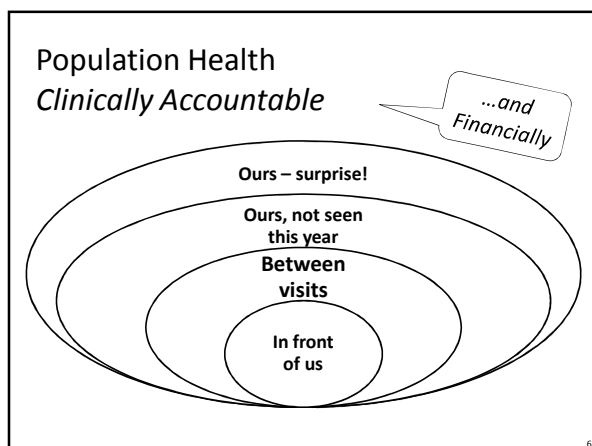 Population Health
Clinically Accountable
...and
Financially
Ours – surprise!
Ours, not seen
this year
Between
visits
In front
of us
6